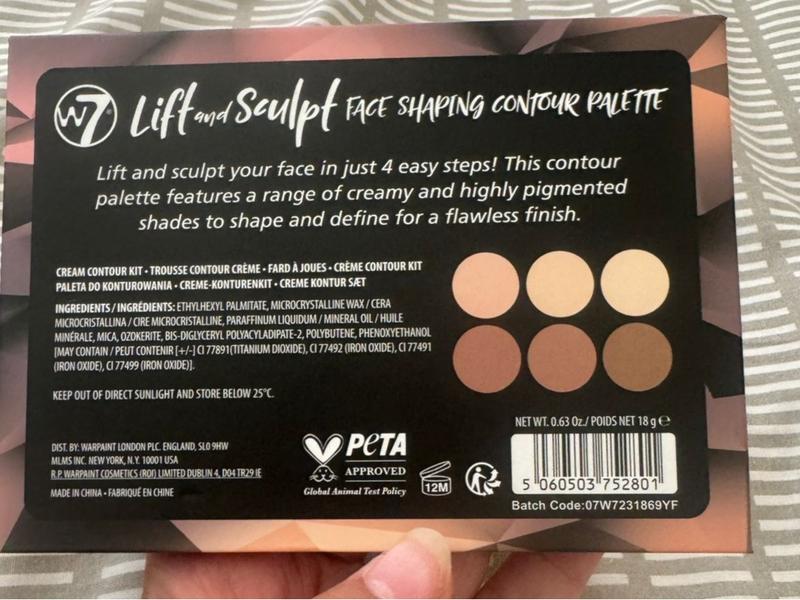 W7 Lift and Sculpt FACE SHAPING CONTOUR PALETTE
Lift and sculpt your face in just 4 easy steps! This contour
palette features a range of creamy and highly pigmented
shades to shape and define for a flawless finish.
CREAM CONTOUR KIT • TROUSSE CONTOUR CRÈME • FARD À JOUES • CRÈME CONTOUR KIT
PALETA DO KONTUROWANIA • CREME-KONTURENKIT • CREME KONTUR SÆT
INGREDIENTS / INGRÉDIENTS: ETHYLHEXYL PALMITATE, MICROCRYSTALLINE WAX / CERA
MICROCRISTALLINA / CIRE MICROCRISTALLINE, PARAFFINUM LIQUIDUM / MINERAL OIL / HUILE
MINÉRALE, MICA, OZOKERITE, BIS-DIGLYCERYL POLYACYLADIPATE-2, POLYBUTENE, PHENOXYETHANOL
[MAY CONTAIN / PEUT CONTENIR [+/-] CI 77891(TITANIUM DIOXIDE), CI 77492 (IRON OXIDE), CI 77491
(IRON OXIDE), CI 77499 (IRON OXIDE)].
KEEP OUT OF DIRECT SUNLIGHT AND STORE BELOW 25°C.
DIST. BY: WARPAINT LONDON PLC. ENGLAND, SL0 9HW
MLMS INC. NEW YORK, N.Y. 10001 USA
R.P. WARPAINT COSMETICS (ROI) LIMITED DUBLIN 4, D04 TR29 IE
MADE IN CHINA • FABRIQUÉ EN CHINE
PETA
APPROVED
Global Animal Test Policy
12M
NET WT. 0.63 Oz./ POIDS NET 18 g ℮
5 060503 752801
Batch Code:07W7231869YF